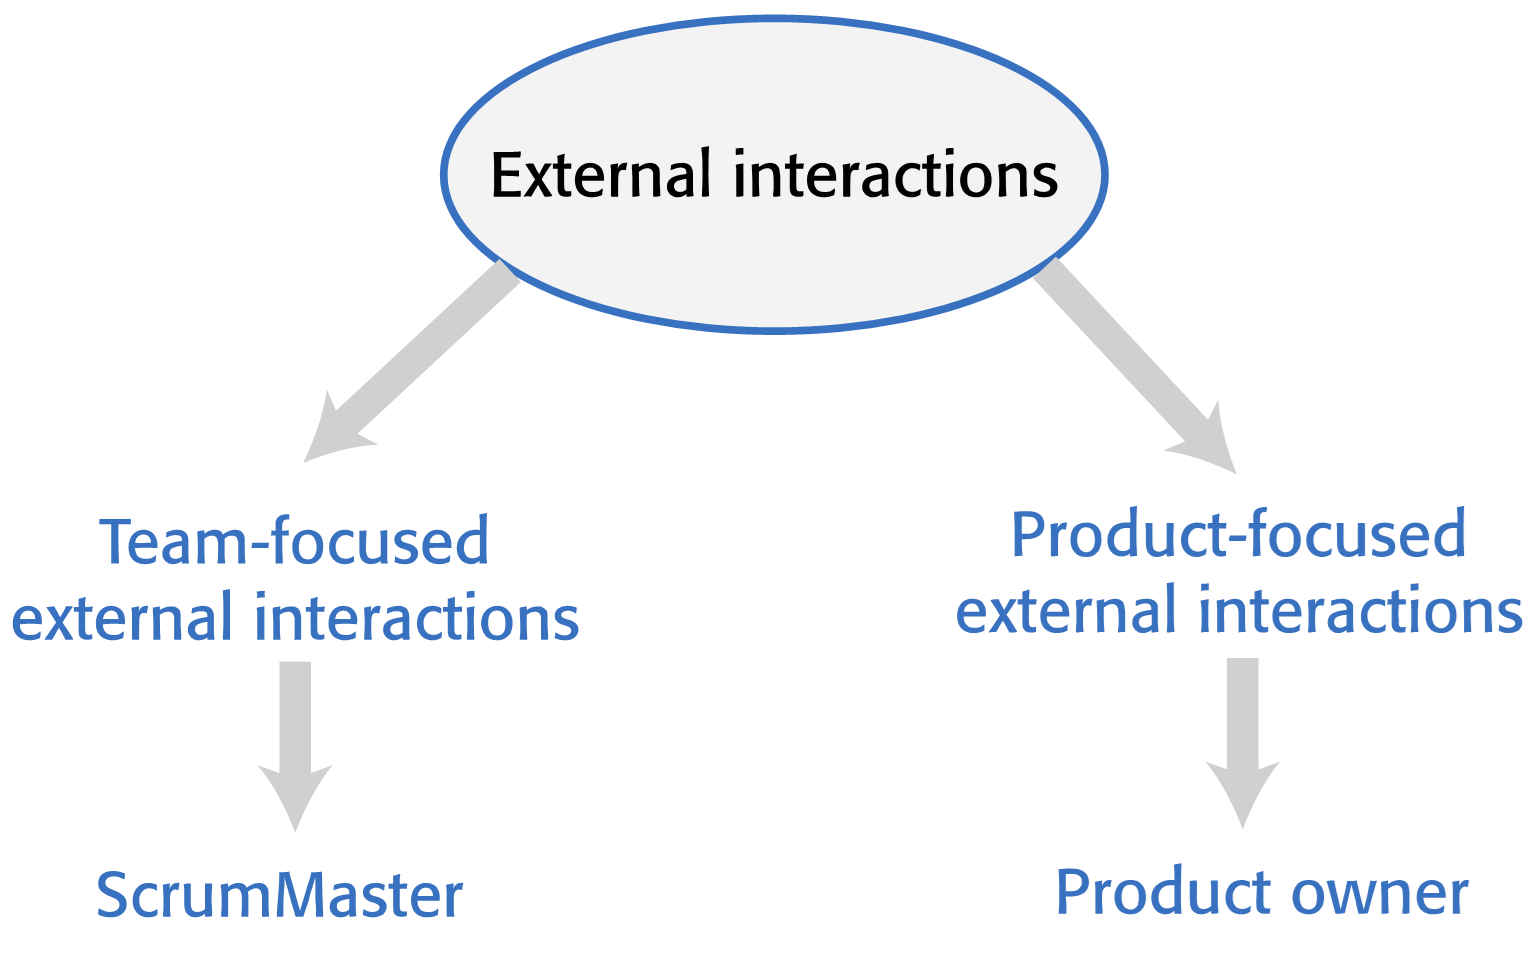 External interactions
Team-focused
external interactions
Product-focused
external interactions
ScrumMaster
Product owner